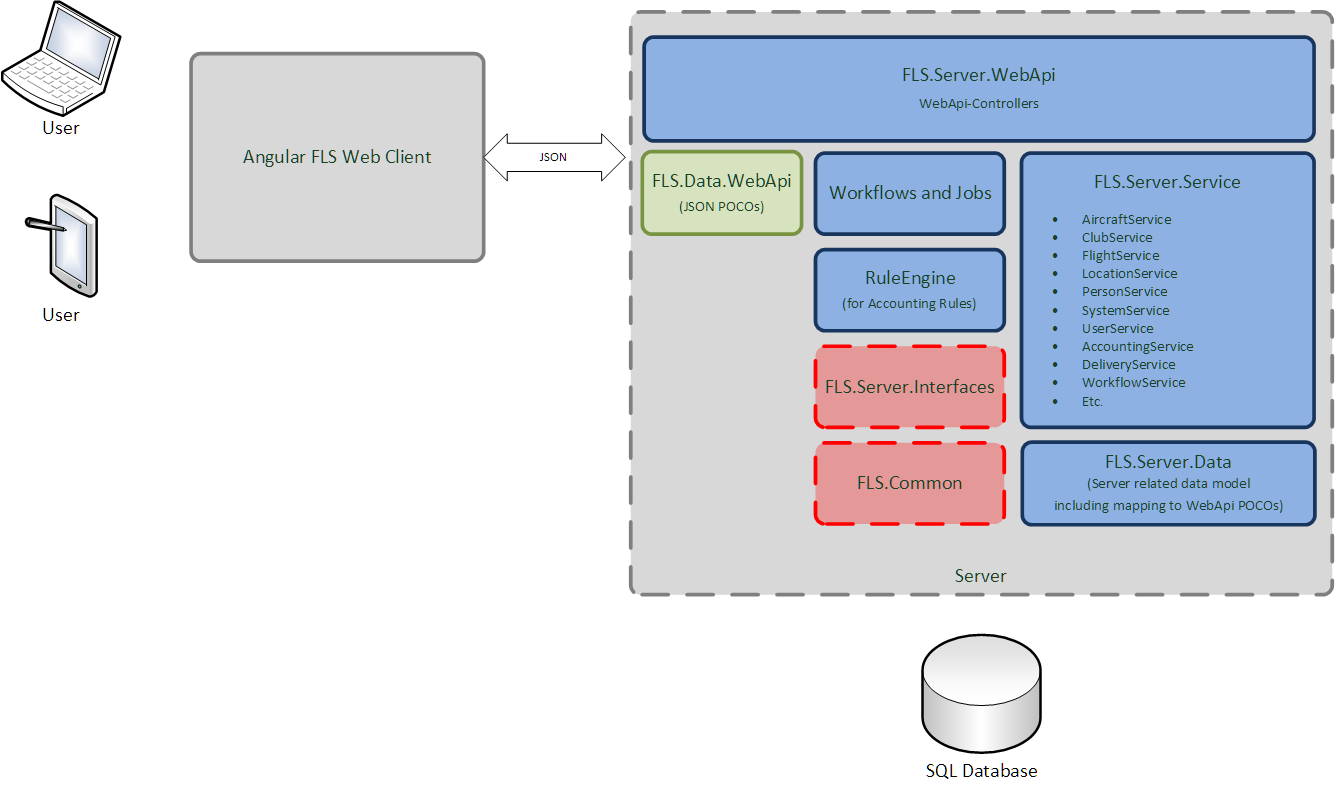 User
User
Angular FLS Web Client
JSON
FLS.Server.WebApi
WebApi-Controllers
FLS.Data.WebApi
(JSON POCOs)
Workflows and Jobs
RuleEngine
(for Accounting Rules)
FLS.Server.Interfaces
FLS.Common
FLS.Server.Service
• AircraftService
• ClubService
• FlightService
• LocationService
• PersonService
• SystemService
• UserService
• AccountingService
• DeliveryService
• WorkflowService
• Etc.
FLS.Server.Data
(Server related data model
including mapping to WebApi POCOs)
Server
SQL Database